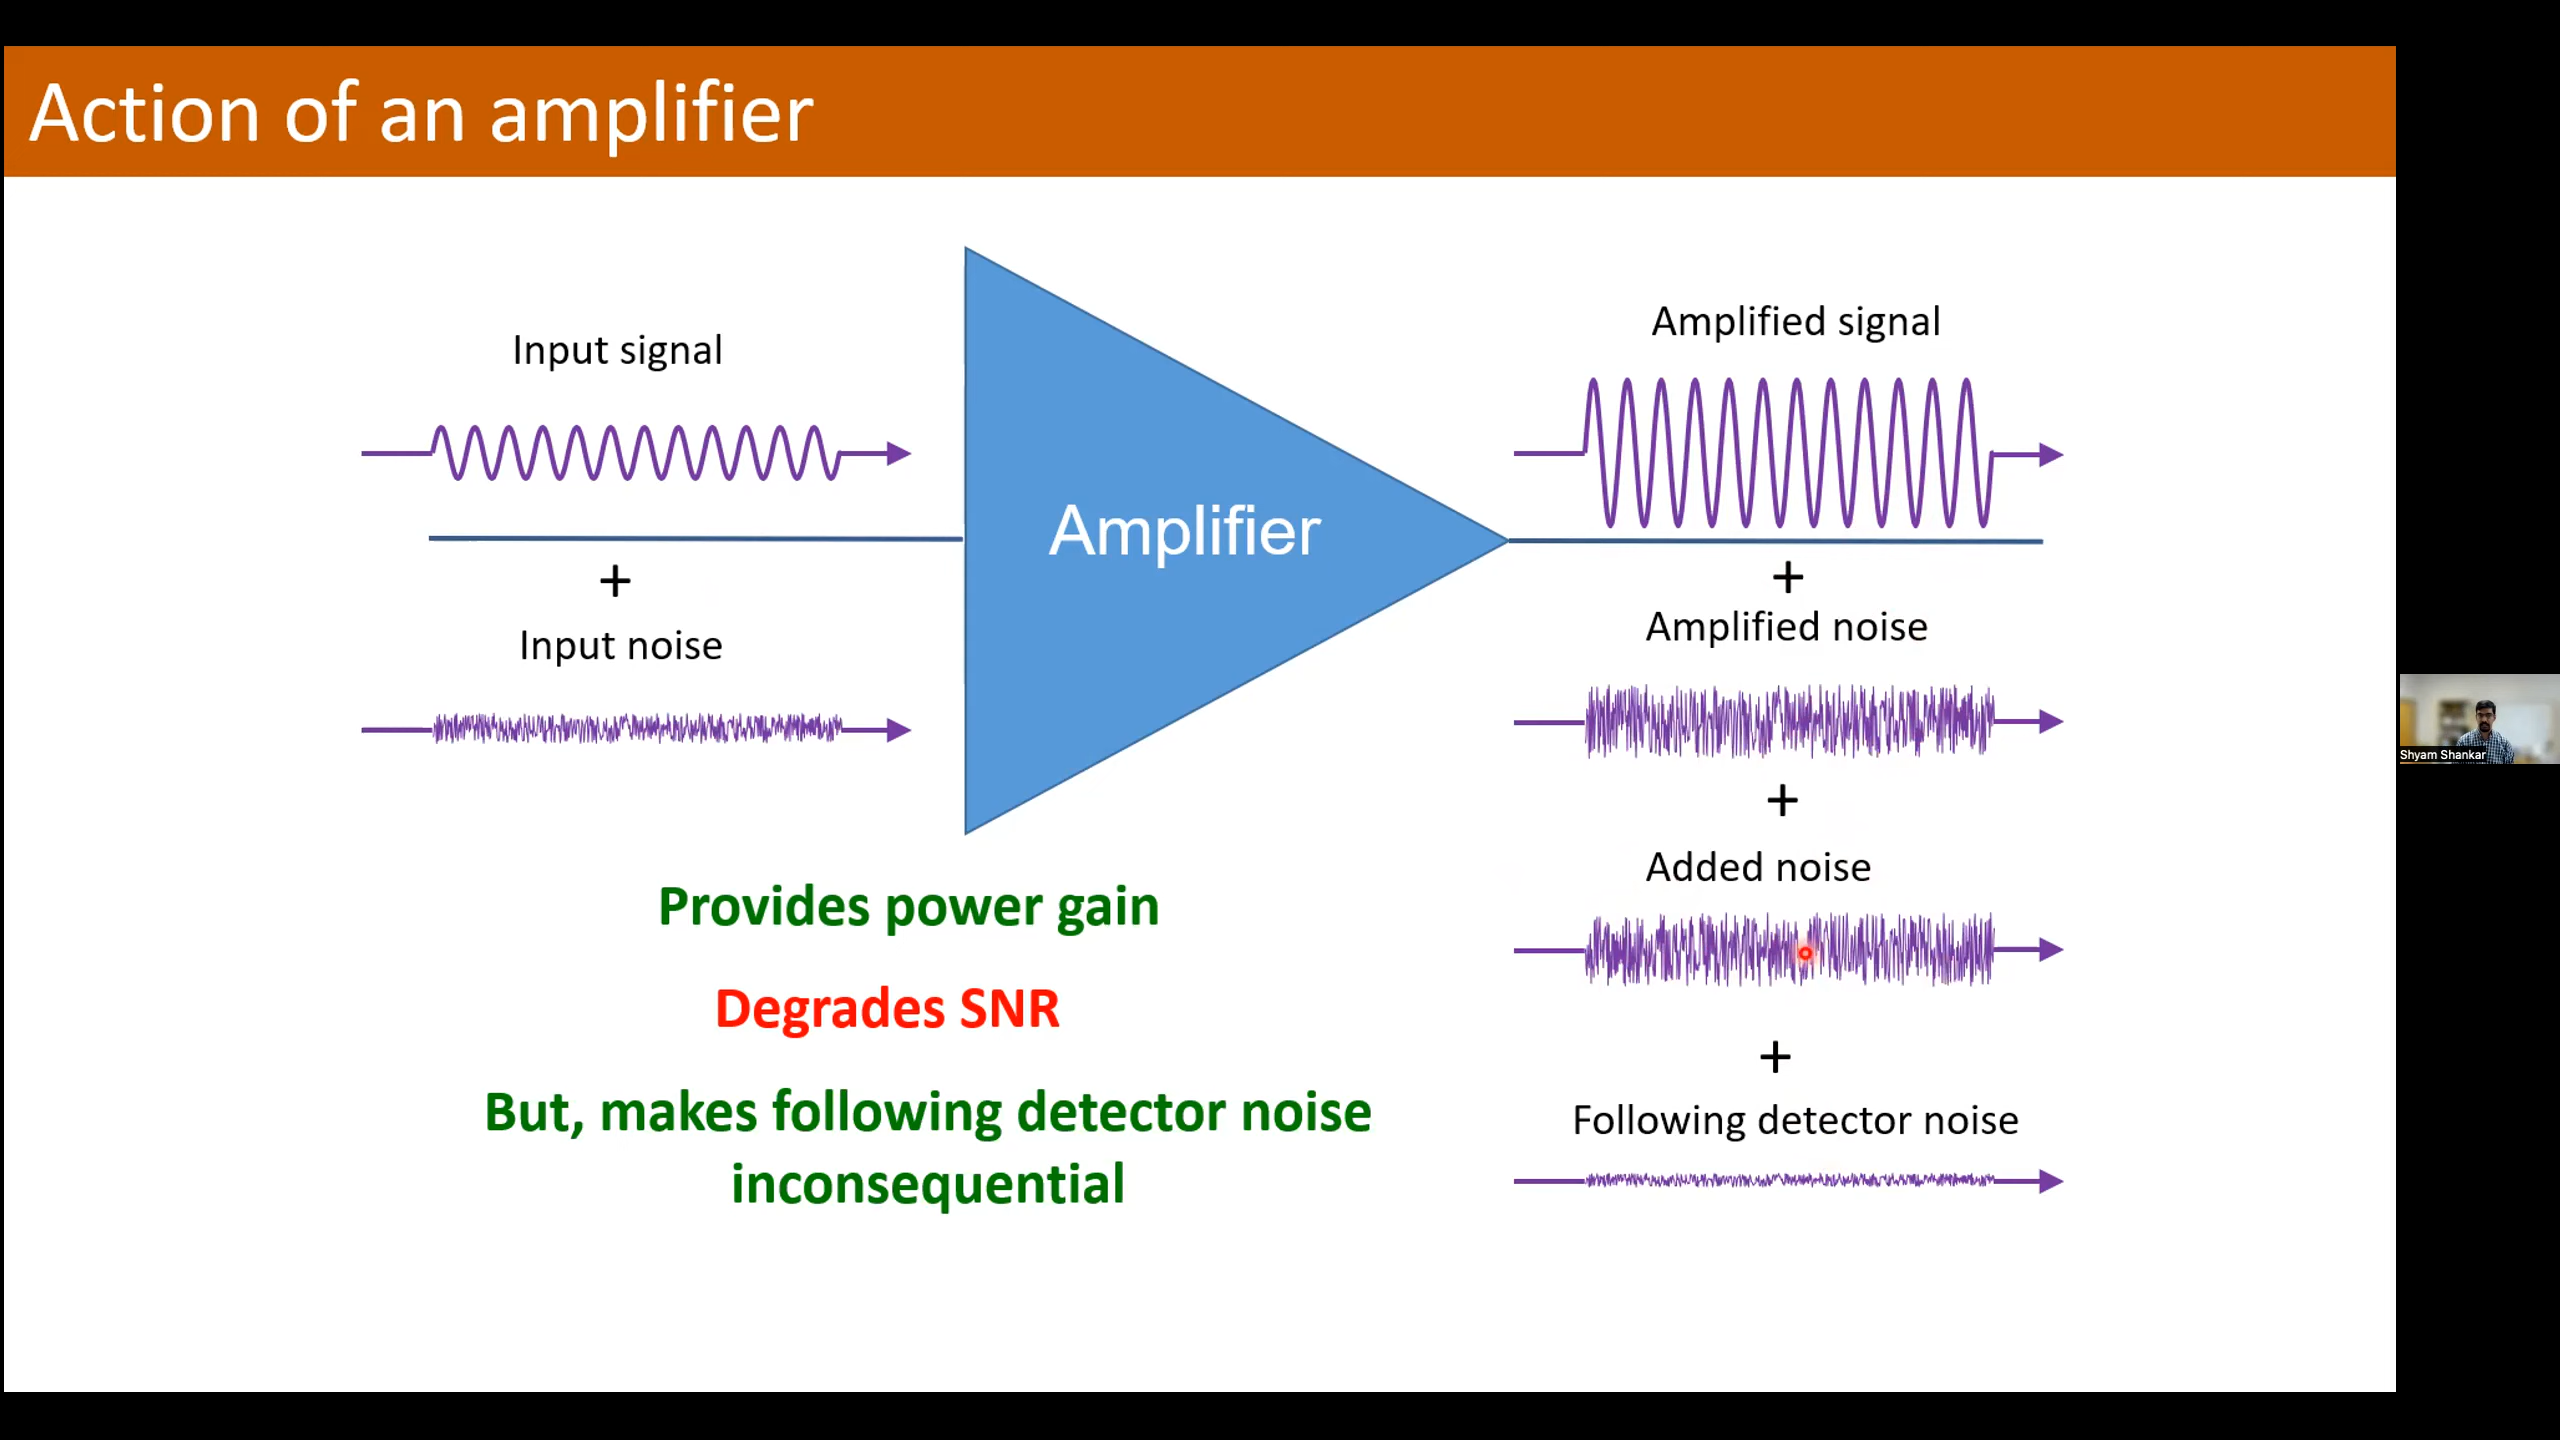 Action of an amplifier
Input signal
+
Input noise
Amplifier
Amplified signal
+
Amplified noise
+
Added noise
+
Following detector noise
Provides power gain
Degrades SNR
But, makes following detector noise
inconsequential
Shyam Shankar